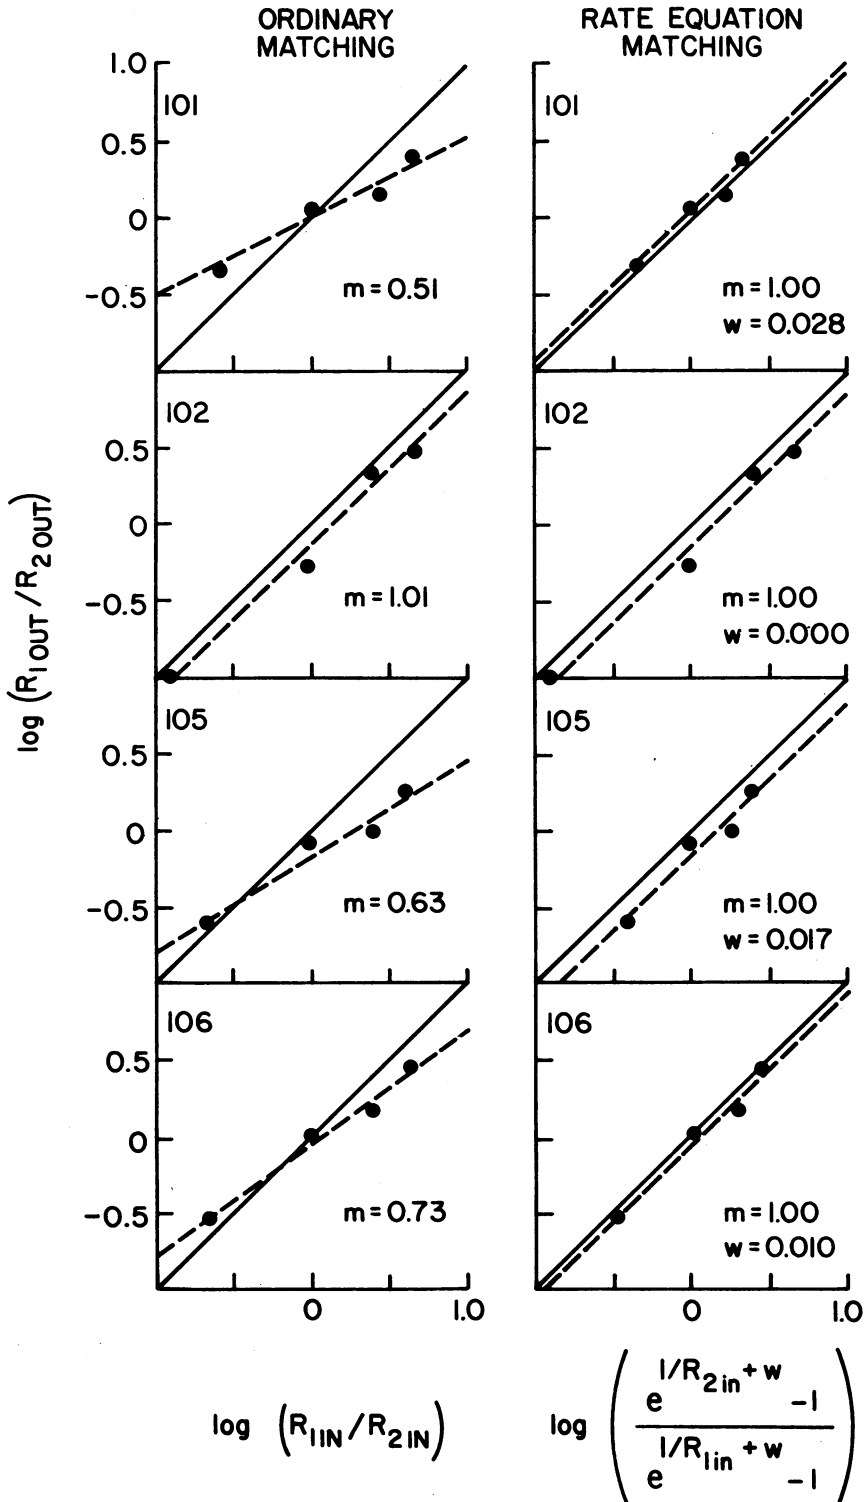 ORDINARY
MATCHING
RATE EQUATION
MATCHING
1.0
0.5
0
-0.5
101
m = 0.51
101
m = 1.00
w = 0.028
0.5
0
-0.5
102
m = 1.01
102
m = 1.00
w = 0.000
0.5
0
-0.5
105
m = 0.63
105
m = 1.00
w = 0.017
0.5
0
-0.5
106
m = 0.73
106
m = 1.00
w = 0.010
0 1.0
0 1.0
log (R1OUT /R2OUT)
log (R1IN /R2IN)
log ( e^(1/R2in + w) -1
e^(1/R1in + w) -1 )